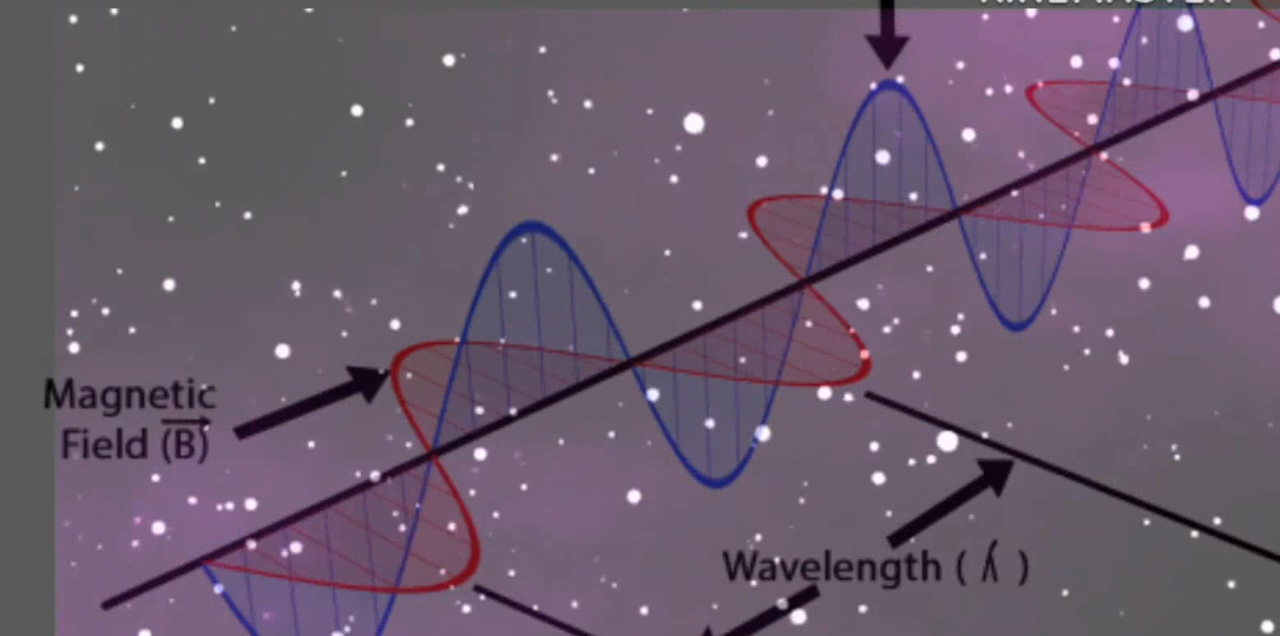 Magnetic
Field (B⃗)
Wavelength ( λ )